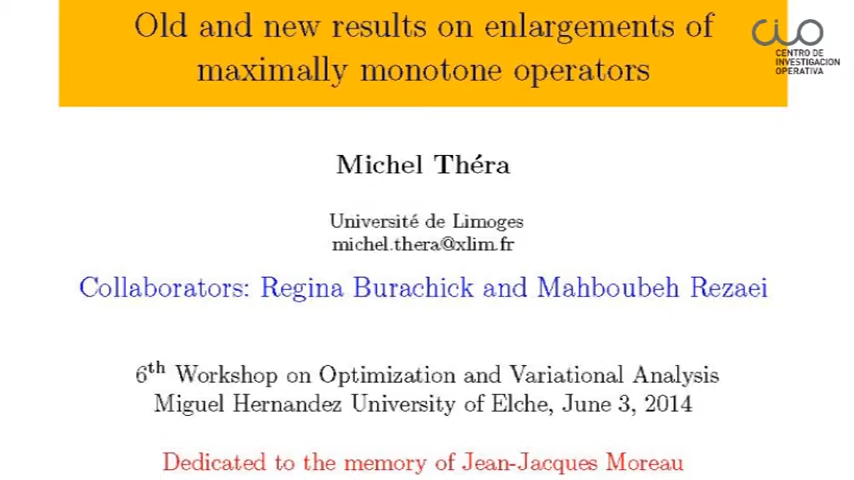 Old and new results on enlargements of
maximally monotone operators
CIO
CENTRO DE
INVESTIGACION
OPERATIVA
Michel Théra
Université de Limoges
michel.thera@xlim.fr
Collaborators: Regina Burachick and Mahboubeh Rezaei
6th Workshop on Optimization and Variational Analysis
Miguel Hernandez University of Elche, June 3, 2014
Dedicated to the memory of Jean-Jacques Moreau